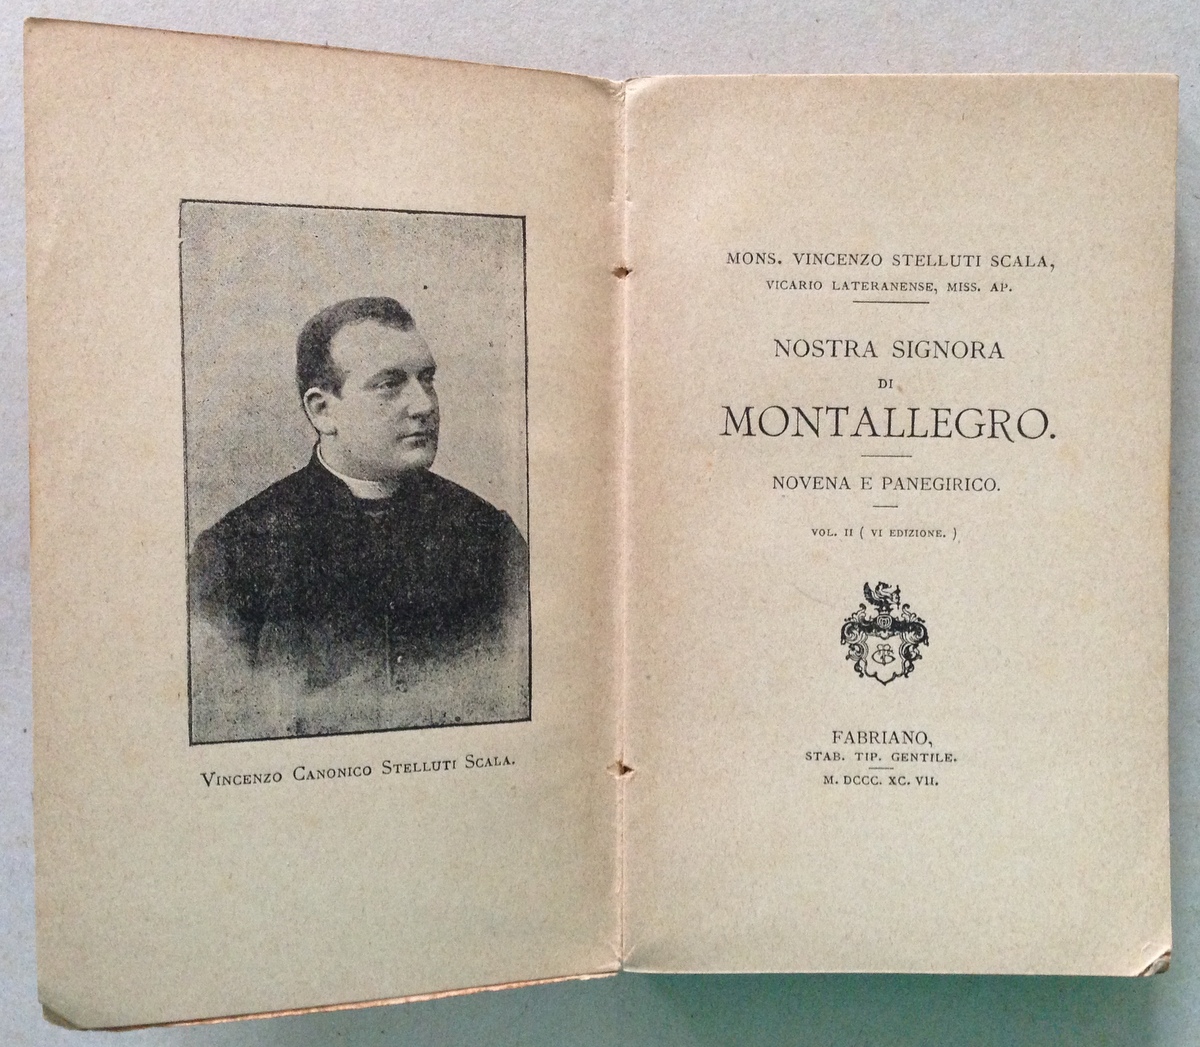 VINCENZO CANONICO STELLUTI SCALA.
MONS. VINCENZO STELLUTI SCALA,
VICARIO LATERANENSE, MISS. AP.
NOSTRA SIGNORA
DI
MONTALLEGRO.
NOVENA E PANEGIRICO.
VOL. II ( VI EDIZIONE. )
FABRIANO,
STAB. TIP. GENTILE.
M. DCCC. XC. VII.